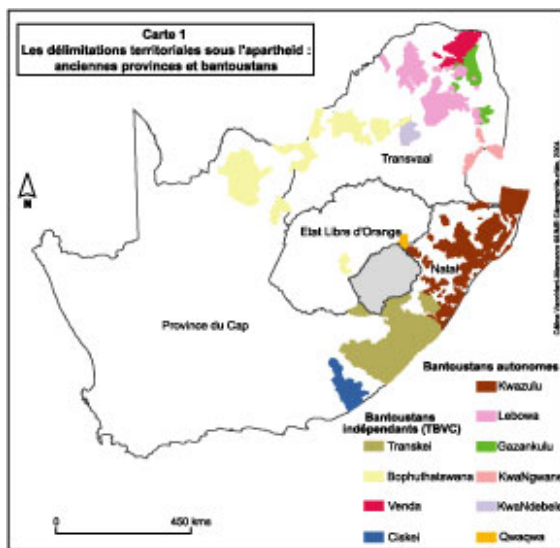 Carte 1
Les délimitations territoriales sous l'apartheid :
anciennes provinces et bantoustans
N
Transvaal
Etat Libre d'Orange
Natal
Province du Cap
Bantoustans autonomes
Kwazulu
Lebowa
Gazankulu
KwaNgwane
KwaNdebele
Qwaqwa
Bantoustans
indépendants (TBVC)
Transkei
Bophuthatswana
Venda
Ciskei
0
450 kms